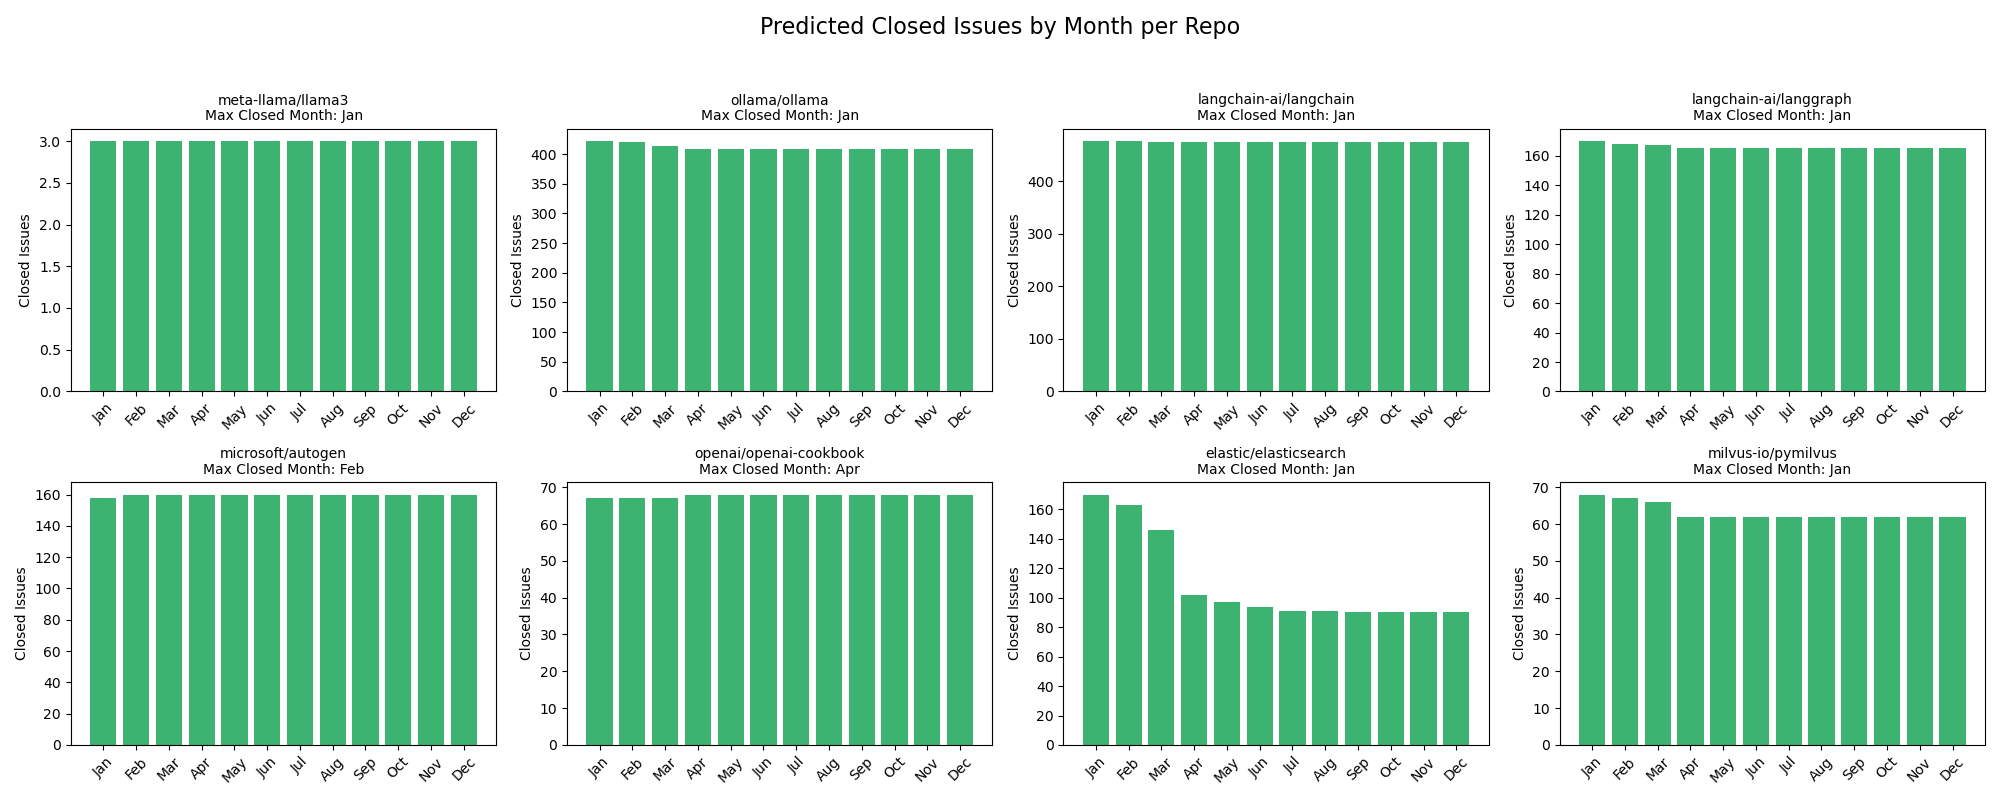 Predicted Closed Issues by Month per Repo
meta-llama/llama3
Max Closed Month: Jan
Closed Issues
3.0
2.5
2.0
1.5
1.0
0.5
0.0
Jan Feb Mar Apr May Jun Jul Aug Sep Oct Nov Dec
ollama/ollama
Max Closed Month: Jan
Closed Issues
400
350
300
250
200
150
100
50
0
Jan Feb Mar Apr May Jun Jul Aug Sep Oct Nov Dec
langchain-ai/langchain
Max Closed Month: Jan
Closed Issues
400
300
200
100
0
Jan Feb Mar Apr May Jun Jul Aug Sep Oct Nov Dec
langchain-ai/langgraph
Max Closed Month: Jan
Closed Issues
160
140
120
100
80
60
40
20
0
Jan Feb Mar Apr May Jun Jul Aug Sep Oct Nov Dec
microsoft/autogen
Max Closed Month: Feb
Closed Issues
160
140
120
100
80
60
40
20
0
Jan Feb Mar Apr May Jun Jul Aug Sep Oct Nov Dec
openai/openai-cookbook
Max Closed Month: Apr
Closed Issues
70
60
50
40
30
20
10
0
Jan Feb Mar Apr May Jun Jul Aug Sep Oct Nov Dec
elastic/elasticsearch
Max Closed Month: Jan
Closed Issues
160
140
120
100
80
60
40
20
0
Jan Feb Mar Apr May Jun Jul Aug Sep Oct Nov Dec
milvus-io/pymilvus
Max Closed Month: Jan
Closed Issues
70
60
50
40
30
20
10
0
Jan Feb Mar Apr May Jun Jul Aug Sep Oct Nov Dec